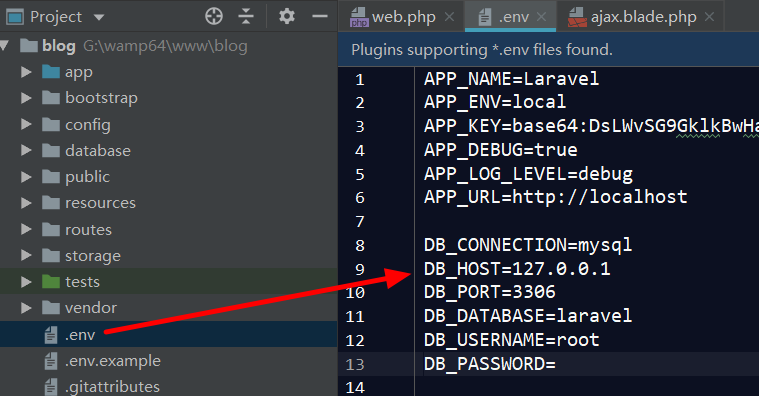 Project
web.php
.env
ajax.blade.php
blog G:\wamp64\www\blog
app
bootstrap
config
database
public
resources
routes
storage
tests
vendor
.env
.env.example
.gitattributes
Plugins supporting *.env files found.
1 APP_NAME=Laravel
2 APP_ENV=local
3 APP_KEY=base64:DsLWvSG9GklkBwHa
4 APP_DEBUG=true
5 APP_LOG_LEVEL=debug
6 APP_URL=http://localhost
7
8 DB_CONNECTION=mysql
9 DB_HOST=127.0.0.1
10 DB_PORT=3306
11 DB_DATABASE=laravel
12 DB_USERNAME=root
13 DB_PASSWORD=
14